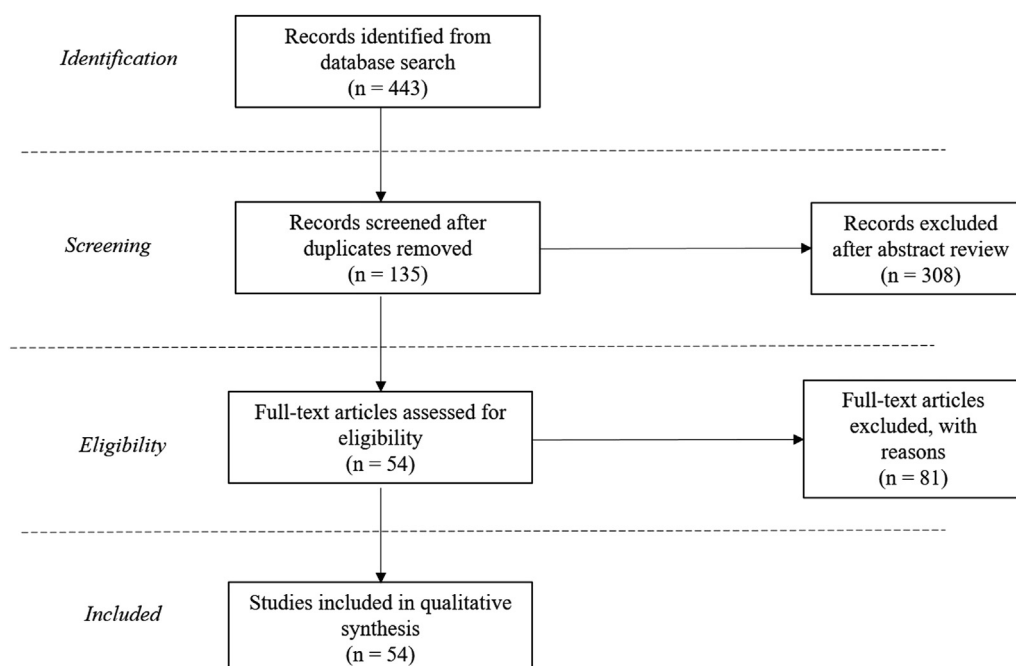 Identification
Records identified from
database search
(n = 443)
Screening
Records screened after
duplicates removed
(n = 135)
Records excluded
after abstract review
(n = 308)
Eligibility
Full-text articles assessed for
eligibility
(n = 54)
Full-text articles
excluded, with
reasons
(n = 81)
Included
Studies included in qualitative
synthesis
(n = 54)